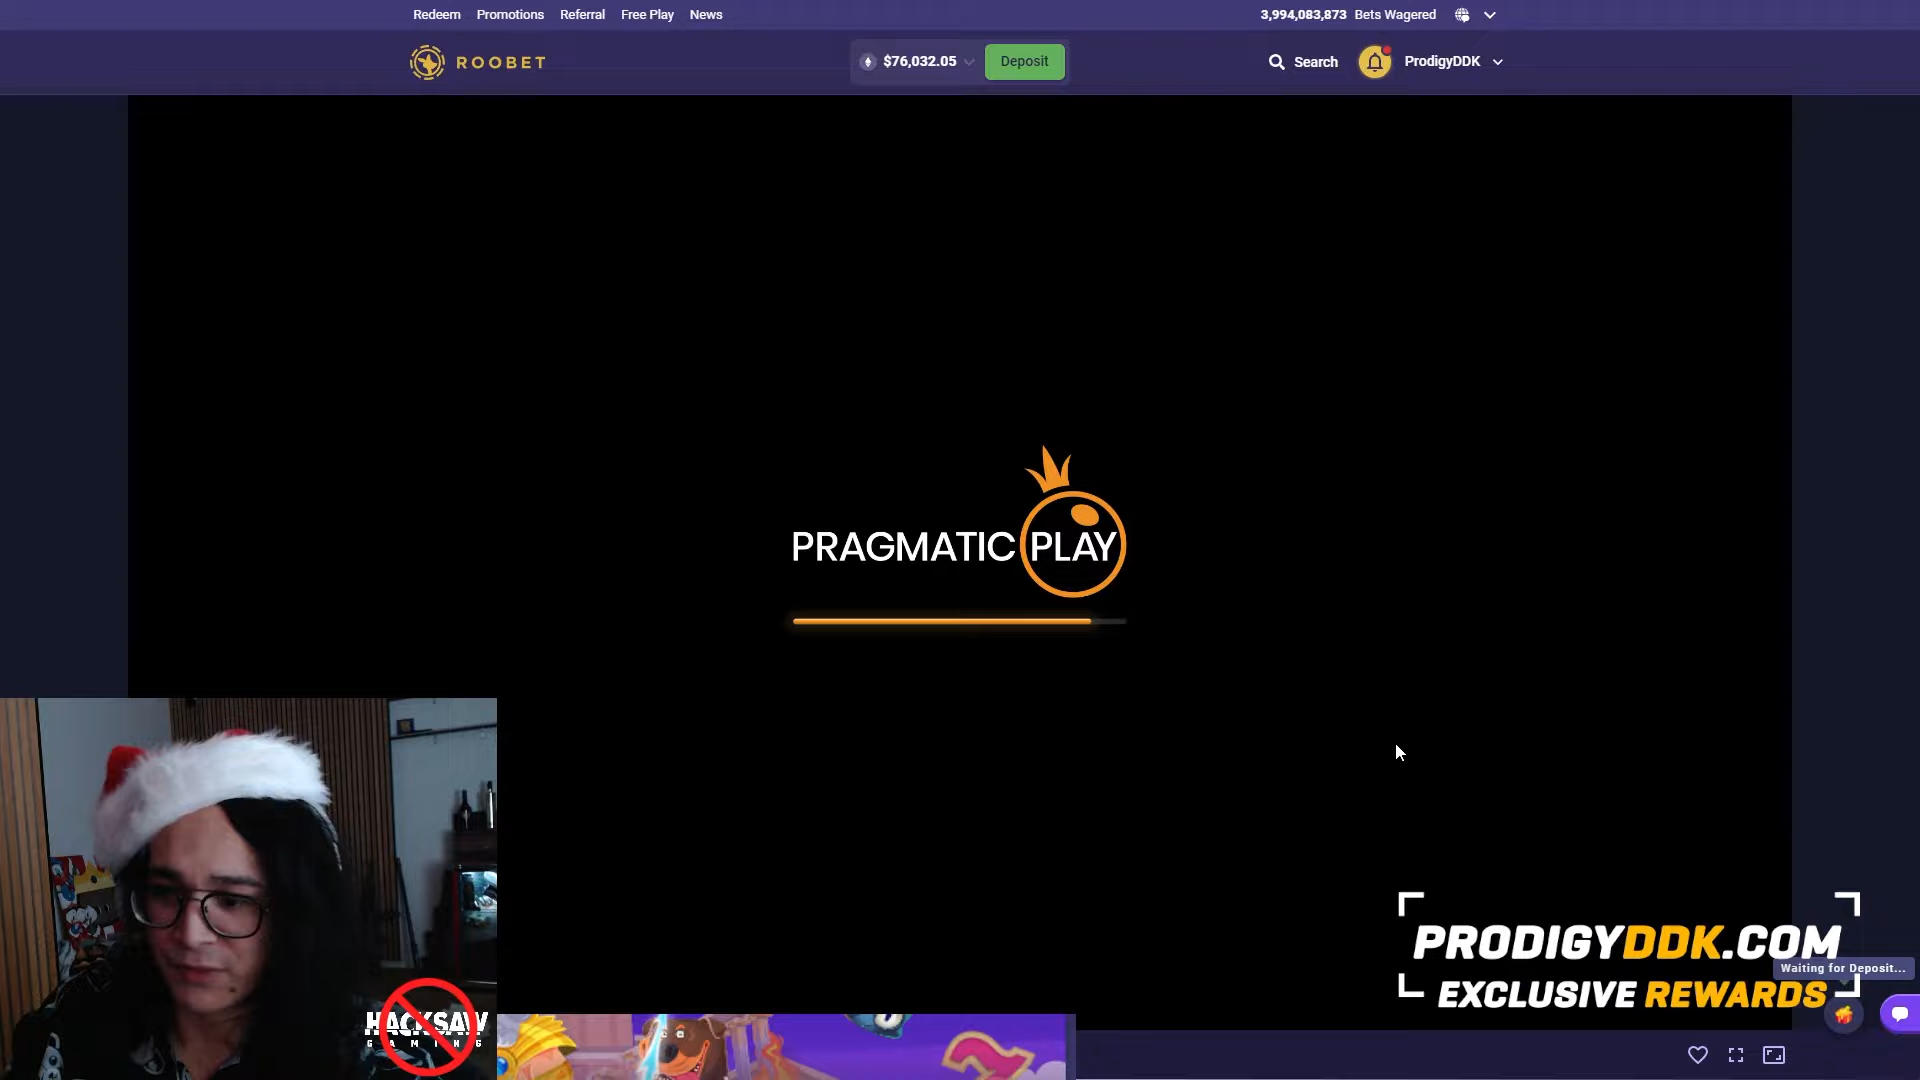 Redeem Promotions Referral Free Play News
3,994,083,873 Bets Wagered
ROOBET
$76,032.05
Deposit
Search
ProdigyDDK
PRAGMATIC PLAY
HACKSAW
GAMING
PRODIGYDDK.COM
Waiting for Deposit...
EXCLUSIVE REWARDS